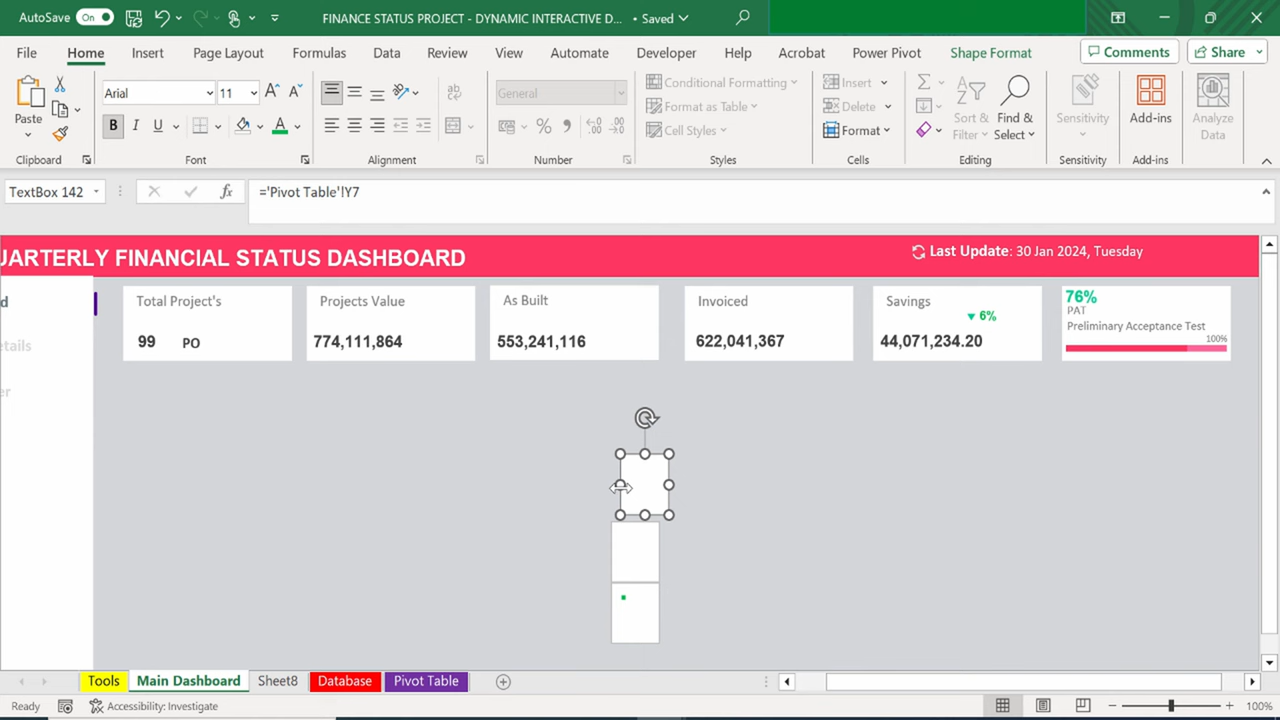 AutoSave On FINANCE STATUS PROJECT - DYNAMIC INTERACTIVE D... • Saved
File Home Insert Page Layout Formulas Data Review View Automate Developer Help Acrobat Power Pivot Shape Format Comments Share
Paste
Arial 11
B I U A
General
Conditional Formatting
Format as Table
Cell Styles
Insert
Delete
Format
Sort & Filter
Find & Select
Sensitivity
Add-ins
Analyze Data
Clipboard Font Alignment Number Styles Cells Editing Sensitivity Add-ins
TextBox 142 fx ='Pivot Table'!Y7
UARTERLY FINANCIAL STATUS DASHBOARD Last Update: 30 Jan 2024, Tuesday
d
etails
er
Total Project's
99 PO
Projects Value
774,111,864
As Built
553,241,116
Invoiced
622,041,367
Savings
▼ 6%
44,071,234.20
76%
PAT
Preliminary Acceptance Test
100%
Tools Main Dashboard Sheet8 Database Pivot Table
Ready Accessibility: Investigate 100%